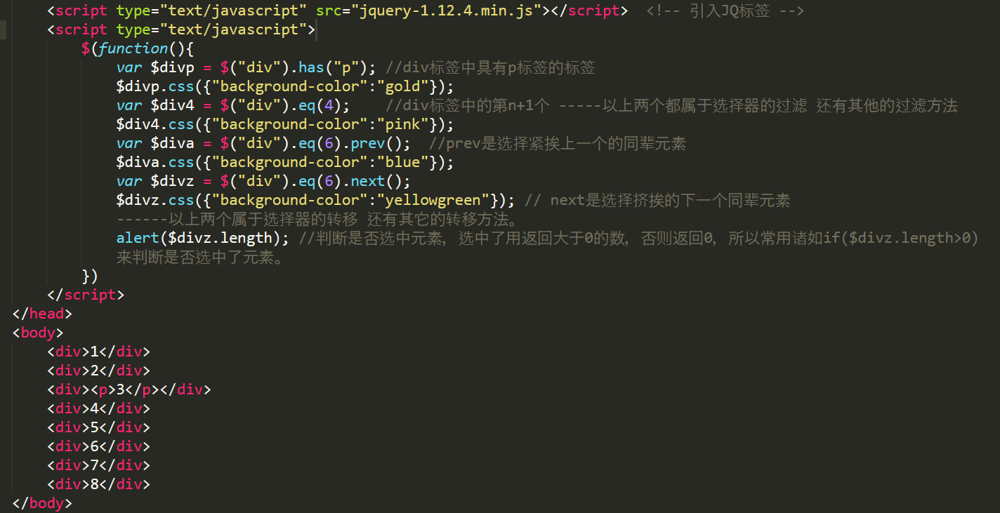 <script type="text/javascript" src="jquery-1.12.4.min.js"></script>  <!-- 引入JQ标签 -->
<script type="text/javascript">
$(function(){
var $divp = $("div").has("p"); //div标签中具有p标签的标签
$divp.css({"background-color":"gold"});
var $div4 = $("div").eq(4);    //div标签中的第n+1个 -----以上两个都属于选择器的过滤 还有其他的过滤方法
$div4.css({"background-color":"pink"});
var $diva = $("div").eq(6).prev();  //prev是选择紧挨上一个的同辈元素
$diva.css({"background-color":"blue"});
var $divz = $("div").eq(6).next();
$divz.css({"background-color":"yellowgreen"}); // next是选择挤挨的下一个同辈元素
------以上两个属于选择器的转移 还有其它的转移方法。
alert($divz.length); //判断是否选中元素，选中了用返回大于0的数，否则返回0，所以常用诸如if($divz.length>0)
来判断是否选中了元素。
})
</script>
</head>
<body>
<div>1</div>
<div>2</div>
<div><p>3</p></div>
<div>4</div>
<div>5</div>
<div>6</div>
<div>7</div>
<div>8</div>
</body>